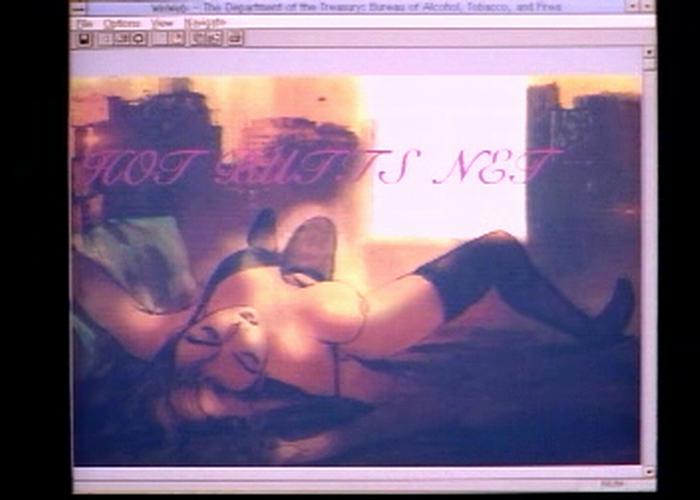 WinWeb - The Department of the Treasury: Bureau of Alcohol, Tobacco, and Firea
File Options View Navigate
HOT BUTTS NET